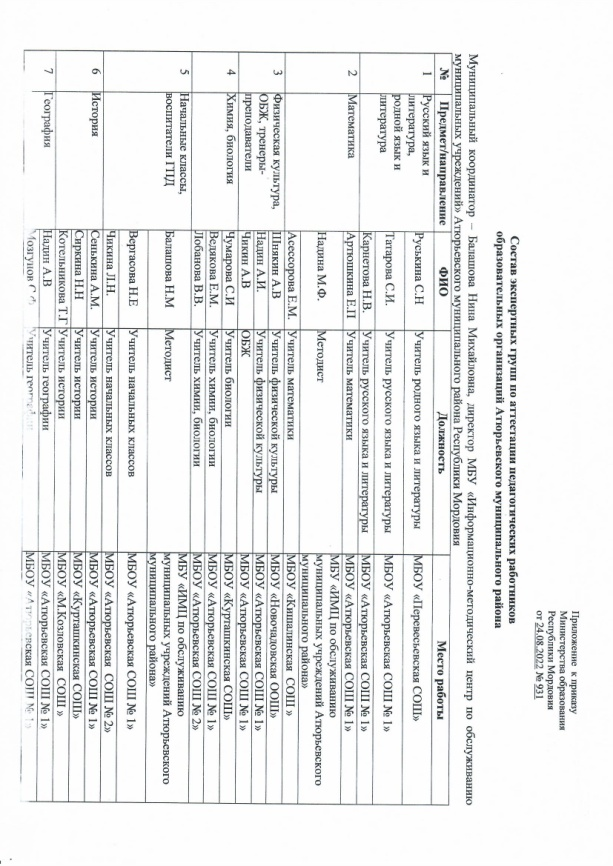 Приложение к приказу
Министерства образования
Республики Мордовия
от 24.08.2022 № 931
Состав экспертных групп по аттестации педагогических работников
образовательных организаций Атюрьевского муниципального района
Муниципальный координатор – Балашова Нина Михайловна, директор МБУ «Информационно-методический центр по обслуживанию
муниципальных учреждений» Атюрьевского муниципального района Республики Мордовия
№ Предмет/направление ФИО Должность Место работы
1 Русский язык и литература, родной язык и литература Руськина С.Н Учитель родного языка и литературы МБОУ «Перевесьевская СОШ»
Татарова С.И. Учитель русского языка и литературы МБОУ «Атюрьевская СОШ № 1»
Карнетова Н.В. Учитель русского языка и литературы МБОУ «Атюрьевская СОШ № 1»
2 Математика Артюшкина Е.П Учитель математики МБОУ «Атюрьевская СОШ № 1»
Надина М.Ф. Методист МБУ «ИМЦ по обслуживанию
муниципальных учреждений Атюрьевского
муниципального района»
Асессорова Е.М. Учитель математики МБОУ «Кишалинская СОШ »
3 Физическая культура, ОБЖ, тренеры-преподаватели Шнякин А.В Учитель физической культуры МБОУ «Новочадовская ООШ»
Надин А.И. Учитель физической культуры МБОУ «Атюрьевская СОШ № 1»
Чикин А.В ОБЖ МБОУ «Атюрьевская СОШ № 1»
4 Химия, биология Чумарова С.И Учитель биологии МБОУ «Курташкинская СОШ»
Ведякова Е.М. Учитель химии, биологии МБОУ «Атюрьевская СОШ № 1»
Лобанова В.В. Учитель химии, биологии МБОУ «Атюрьевская СОШ № 2»
5 Начальные классы, воспитатели ГПД Балашова Н.М Методист МБУ «ИМЦ по обслуживанию
муниципальных учреждений Атюрьевского
муниципального района»
Вергасова Н.Е Учитель начальных классов МБОУ «Атюрьевская СОШ № 1»
Чикина Л.Н. Учитель начальных классов МБОУ «Атюрьевская СОШ № 2»
6 История Сенькина А.М. Учитель истории МБОУ «Атюрьевская СОШ № 1»
Сиркина Н.Н Учитель истории МБОУ «Курташкинская СОШ»
Котельникова Т.Г Учитель истории МБОУ «М.Козловская СОШ »
7 География Надин А.В Учитель географии МБОУ «Атюрьевская СОШ № 1»
Учитель МБОУ СОШ № 1»